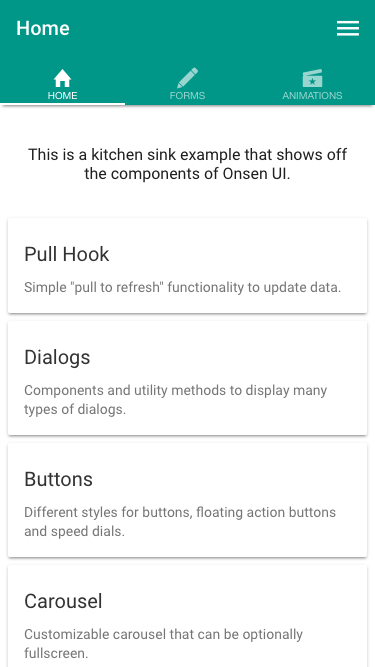 Home
HOME
FORMS
ANIMATIONS
This is a kitchen sink example that shows off
the components of Onsen UI.
Pull Hook
Simple "pull to refresh" functionality to update data.
Dialogs
Components and utility methods to display many
types of dialogs.
Buttons
Different styles for buttons, floating action buttons
and speed dials.
Carousel
Customizable carousel that can be optionally
fullscreen.